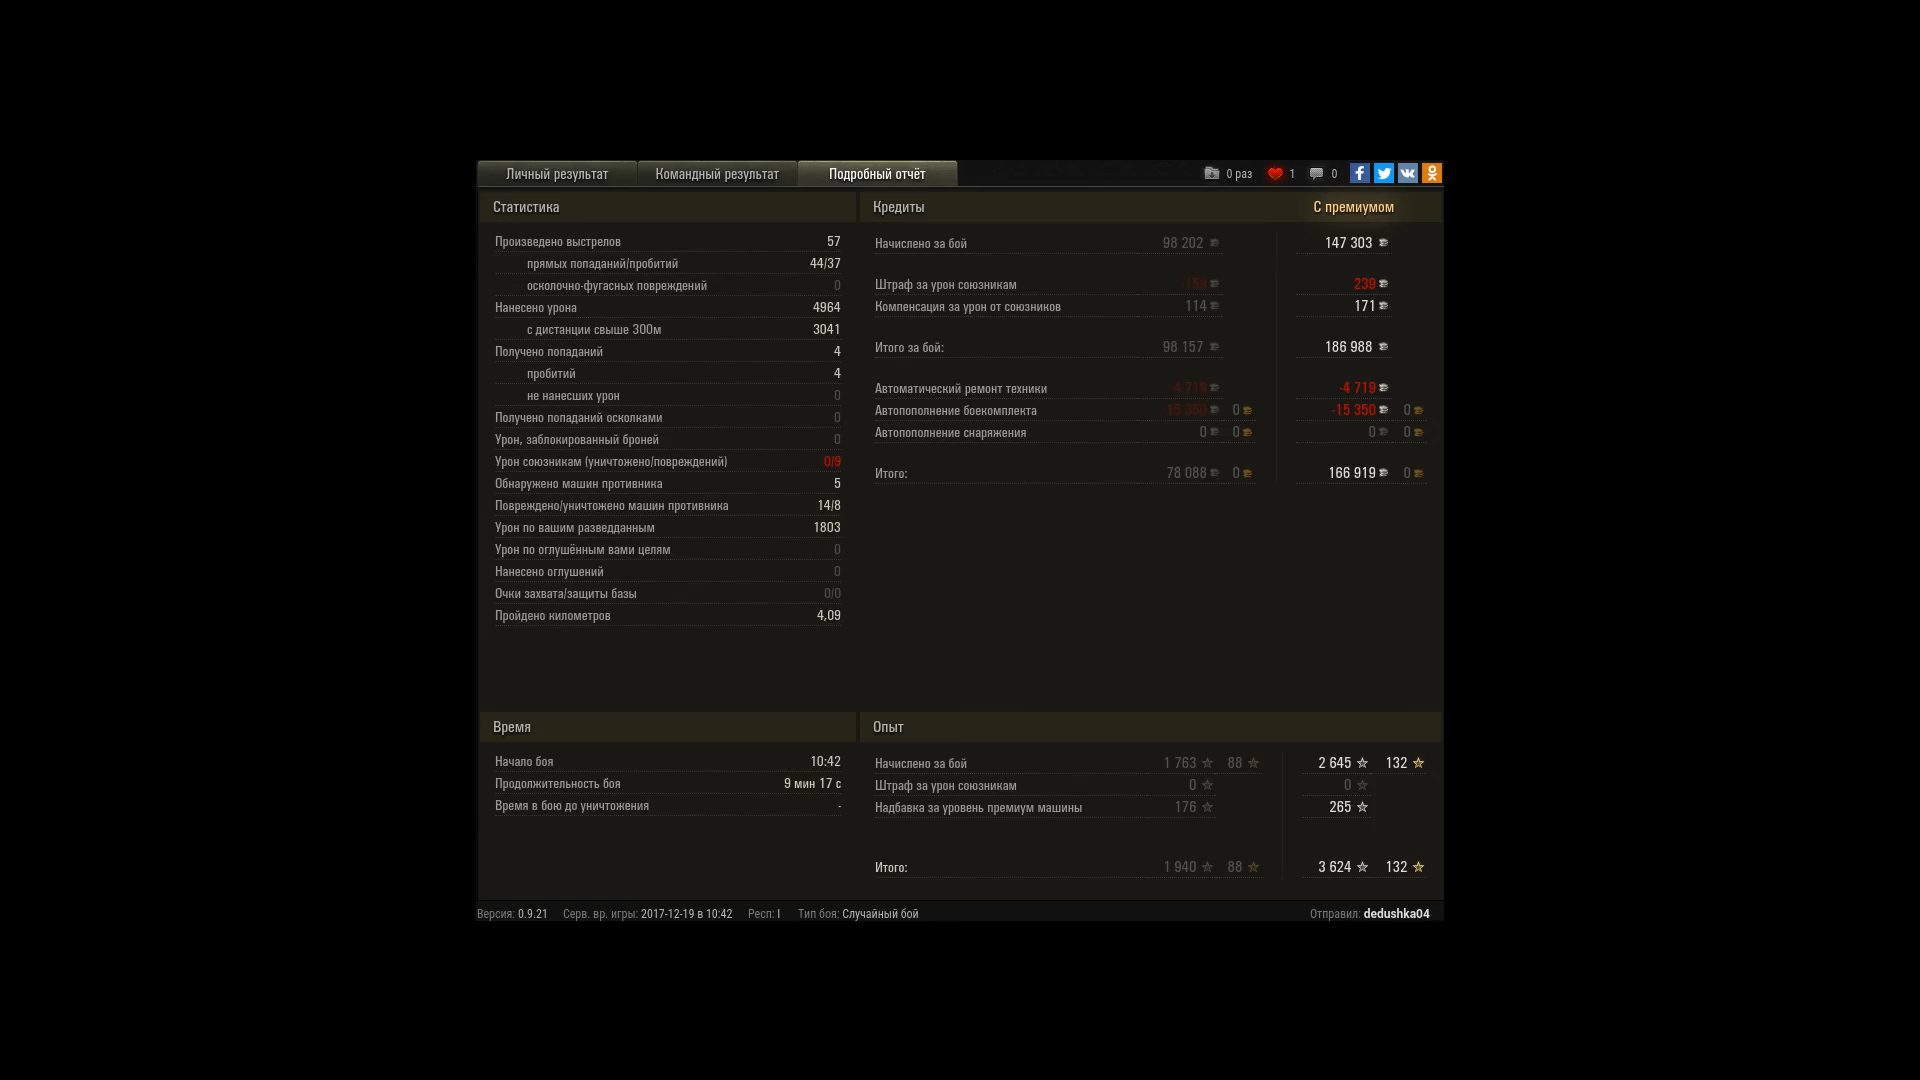 Личный результат Командный результат Подробный отчёт 0 раз 1 0
Статистика
Произведено выстрелов 57
прямых попаданий/пробитий 44/37
осколочно-фугасных повреждений 0
Нанесено урона 4964
с дистанции свыше 300м 3041
Получено попаданий 4
пробитий 4
не нанесших урон 0
Получено попаданий осколками 0
Урон, заблокированный броней 0
Урон союзникам (уничтожено/повреждений) 0/9
Обнаружено машин противника 5
Повреждено/уничтожено машин противника 14/8
Урон по вашим разведданным 1803
Урон по оглушённым вами целям 0
Нанесено оглушений 0
Очки захвата/защиты базы 0/0
Пройдено километров 4,09
Кредиты С премиумом
Начислено за бой 98 202 147 303
Штраф за урон союзникам -159 239
Компенсация за урон от союзников 114 171
Итого за бой: 98 157 186 988
Автоматический ремонт техники -4 719 -4 719
Автопополнение боекомплекта -15 350 0 -15 350 0
Автопополнение снаряжения 0 0 0 0
Итого: 78 088 0 166 919 0
Время
Начало боя 10:42
Продолжительность боя 9 мин 17 с
Время в бою до уничтожения -
Опыт
Начислено за бой 1 763 88 2 645 132
Штраф за урон союзникам 0 0
Надбавка за уровень премиум машины 176 265
Итого: 1 940 88 3 624 132
Версия: 0.9.21 Серв. вр. игры: 2017-12-19 в 10:42 Респ: I Тип боя: Случайный бой Отправил: dedushka04